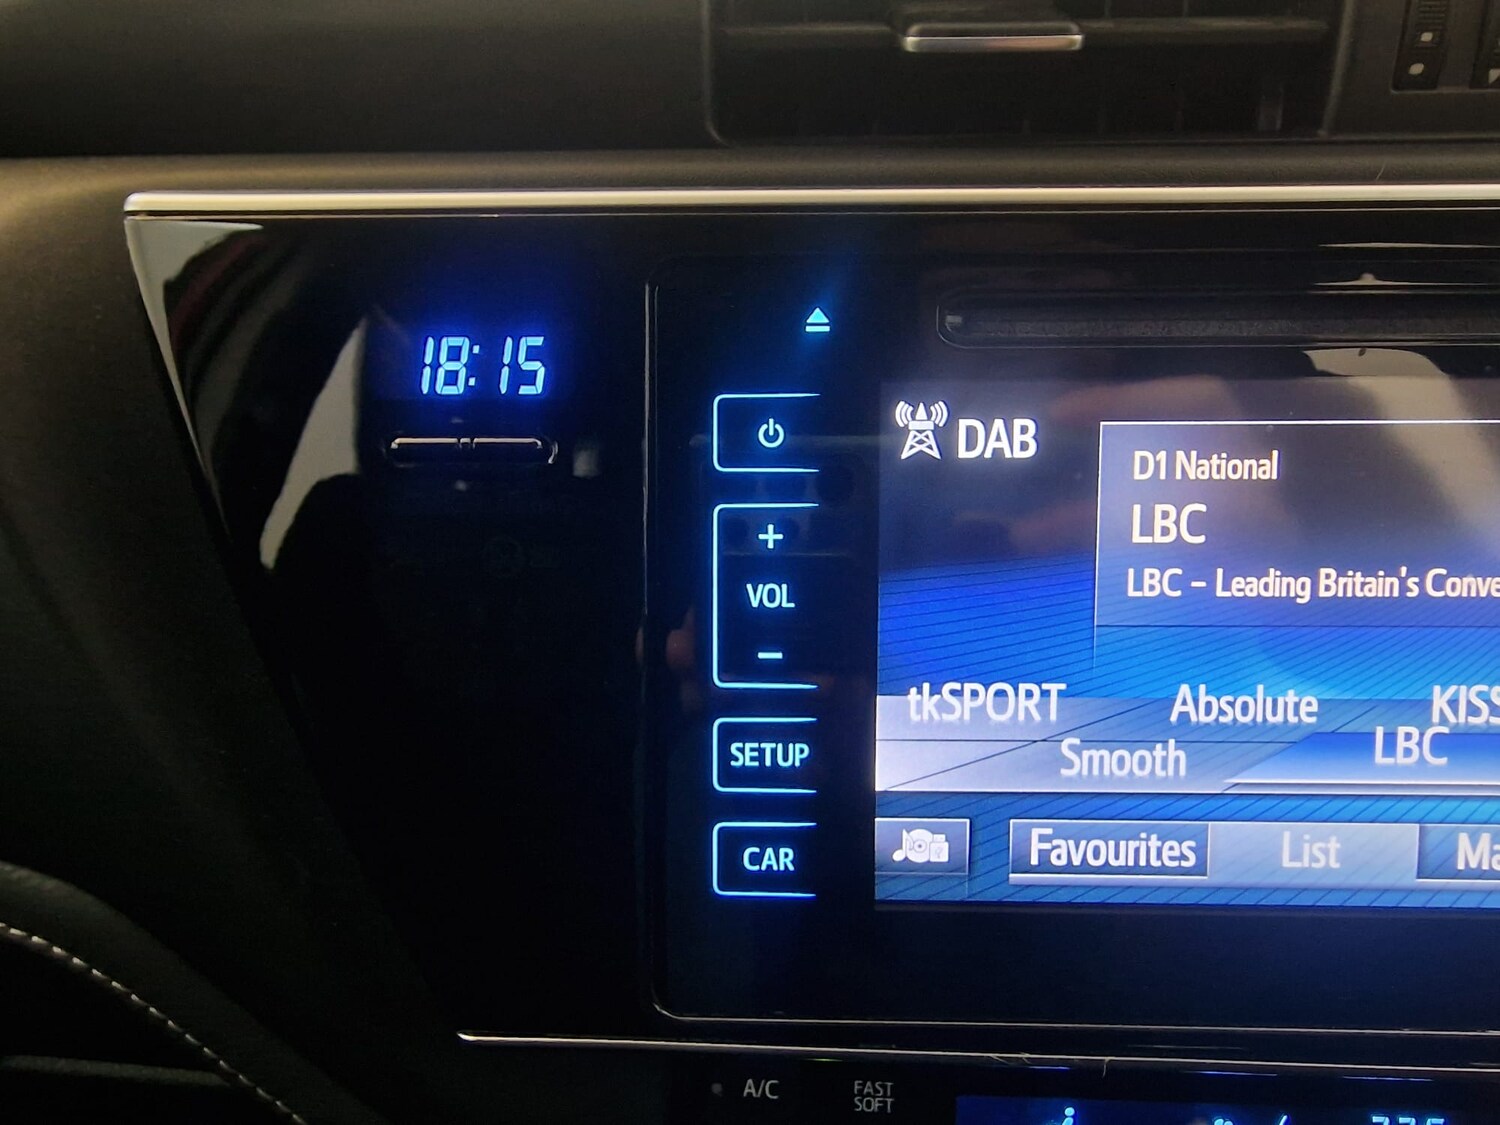 18:15
DAB
D1 National
LBC
+
VOL
−
LBC - Leading Britain's Conve
SETUP
tkSPORT Absolute KISS
Smooth LBC
CAR
Favourites List Ma
A/C FAST
SOFT